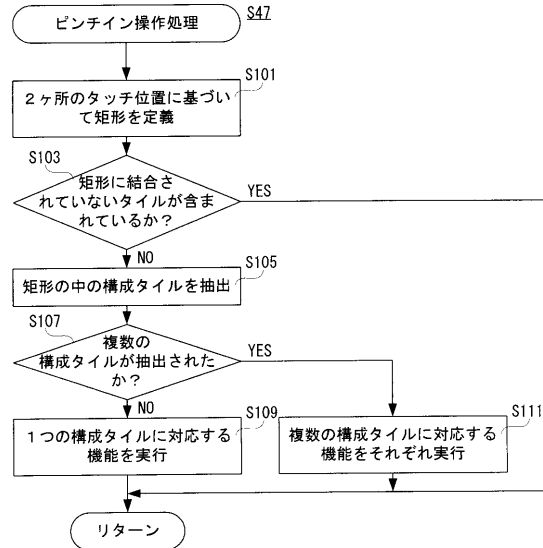 ピンチイン操作処理
S47
S101
2ヶ所のタッチ位置に基づい
て矩形を定義
S103
矩形に結合さ
れていないタイルが含ま
れているか？
YES
NO
S105
矩形の中の構成タイルを抽出
S107
複数の
構成タイルが抽出された
か？
YES
NO
S109
1つの構成タイルに対応する
機能を実行
S111
複数の構成タイルに対応する
機能をそれぞれ実行
リターン